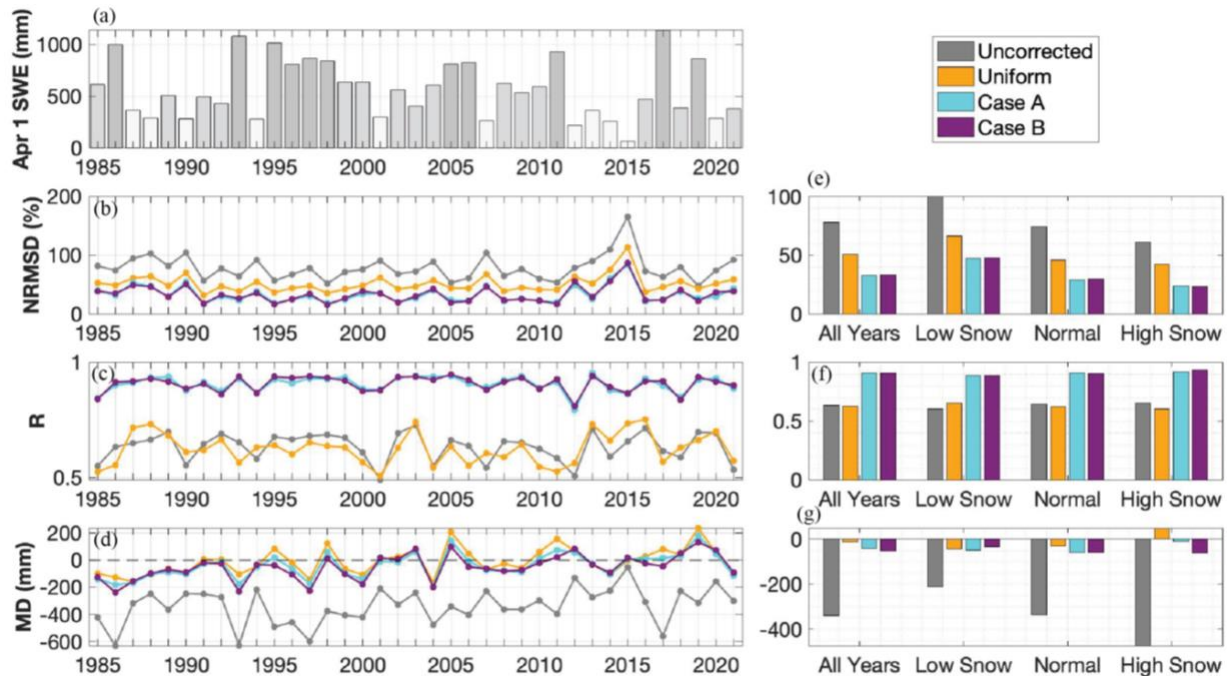 (a)
Apr 1 SWE (mm)
1000
500
0
1985 1990 1995 2000 2005 2010 2015 2020
Uncorrected
Uniform
Case A
Case B
(b)
NRMSD (%)
200
100
0
1985 1990 1995 2000 2005 2010 2015 2020
(e)
100
50
0
All Years Low Snow Normal High Snow
(c)
R
1
0.5
1985 1990 1995 2000 2005 2010 2015 2020
(f)
1
0.5
0
All Years Low Snow Normal High Snow
(d)
MD (mm)
200
0
-200
-400
-600
1985 1990 1995 2000 2005 2010 2015 2020
(g)
0
-200
-400
All Years Low Snow Normal High Snow